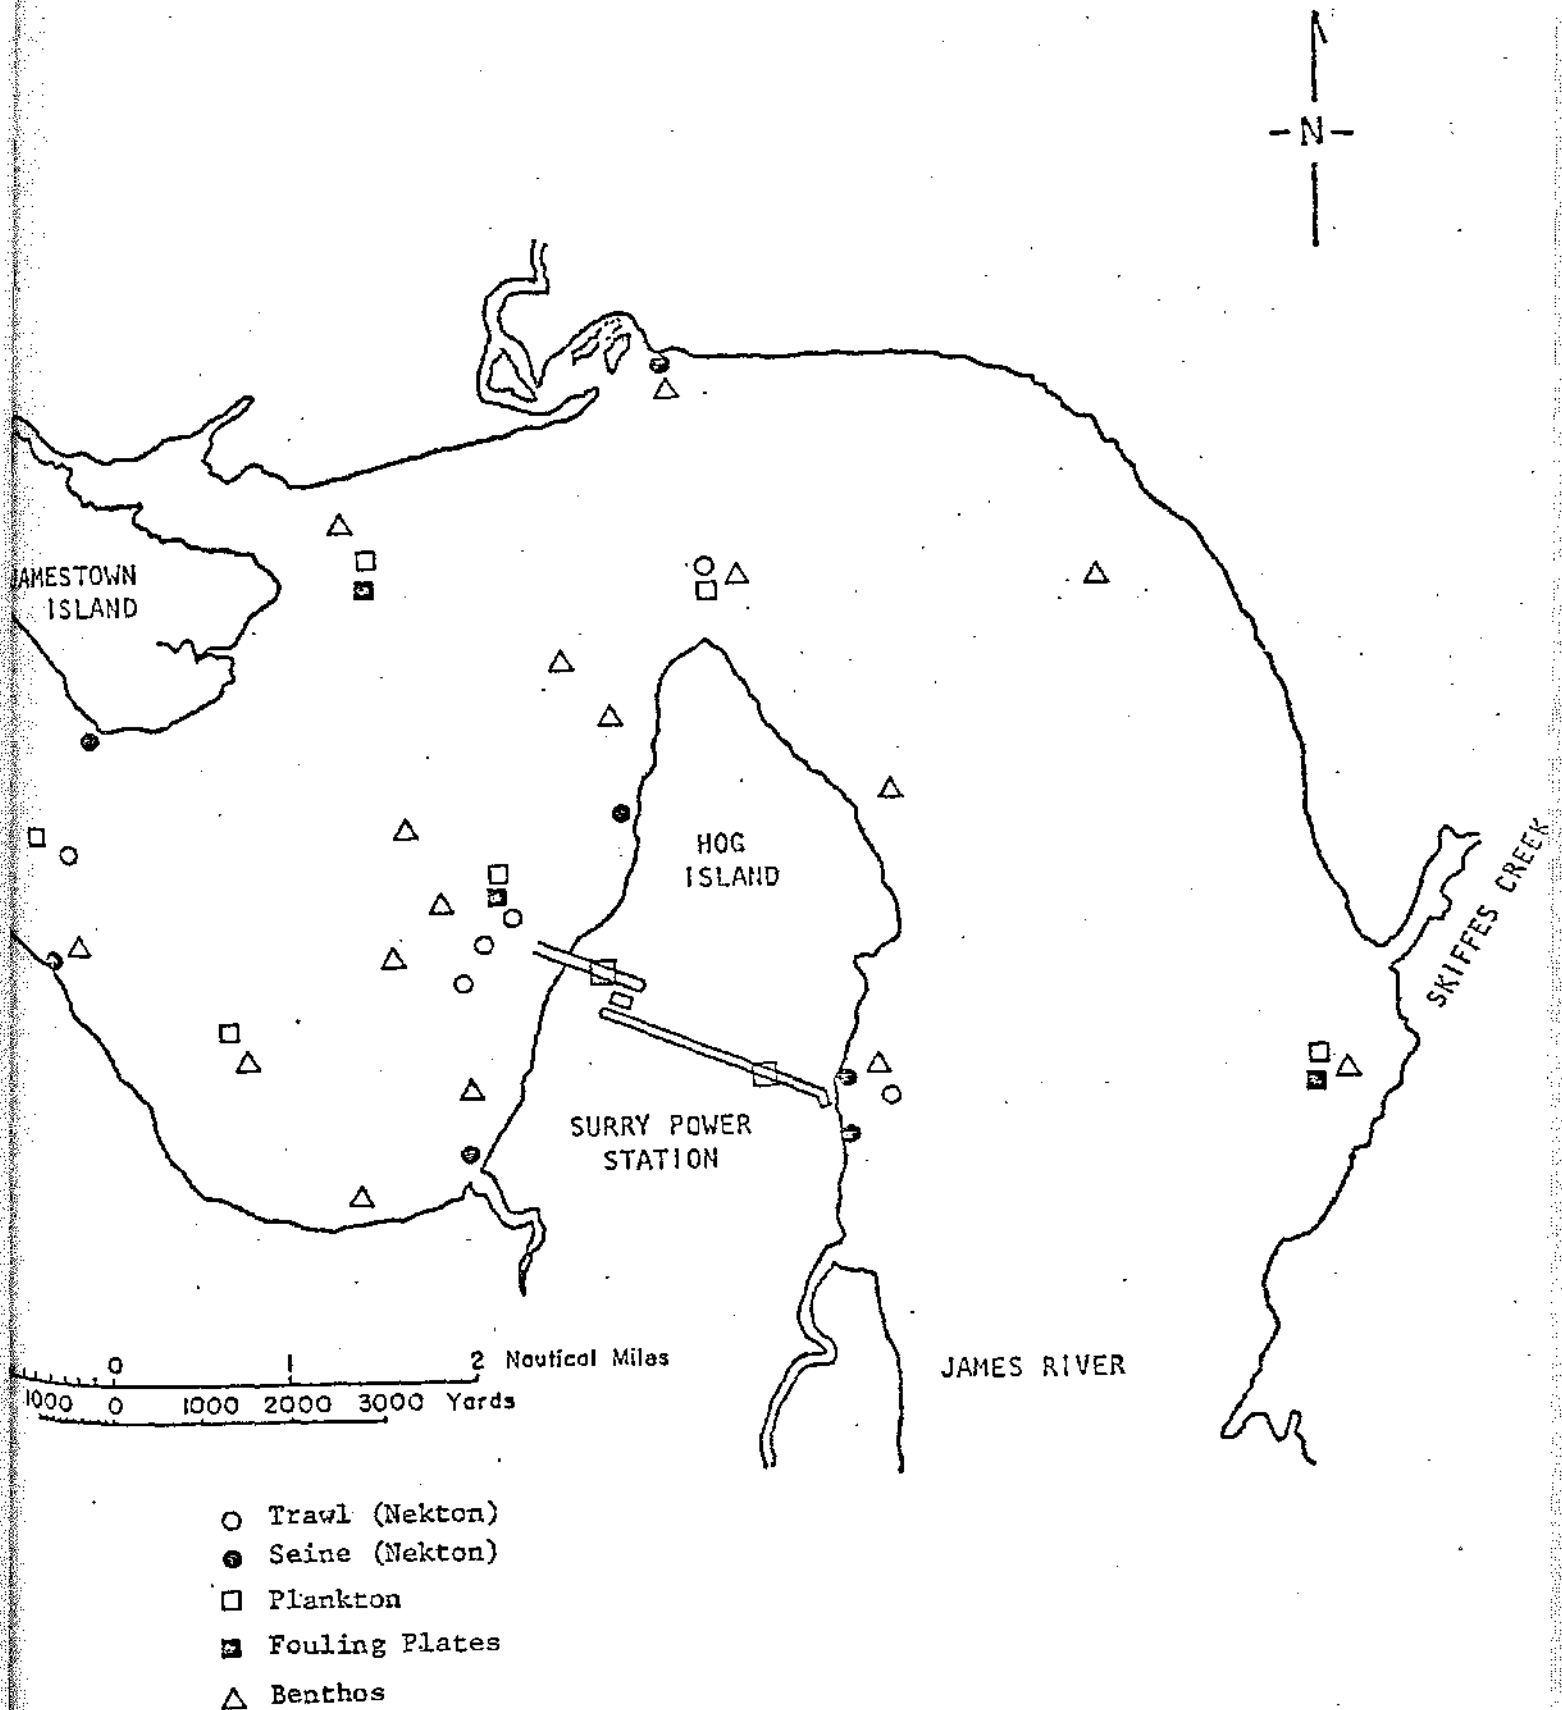 -N-
JAMESTOWN
ISLAND
HOG
ISLAND
SKIFFES CREEK
SURRY POWER
STATION
JAMES RIVER
0 1 2 Nautical Miles
1000 0 1000 2000 3000 Yards
Trawl (Nekton)
Seine (Nekton)
Plankton
Fouling Plates
Benthos